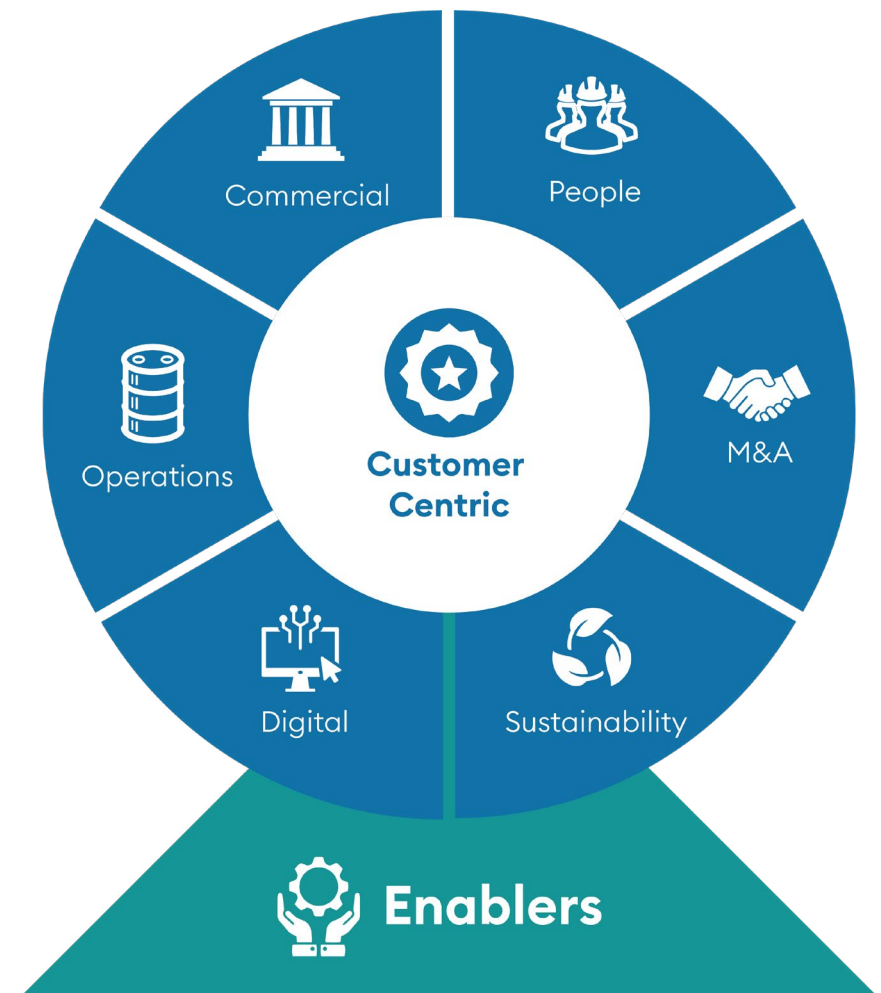 Commercial
People
Operations
M&A
Customer
Centric
Digital
Sustainability
Enablers